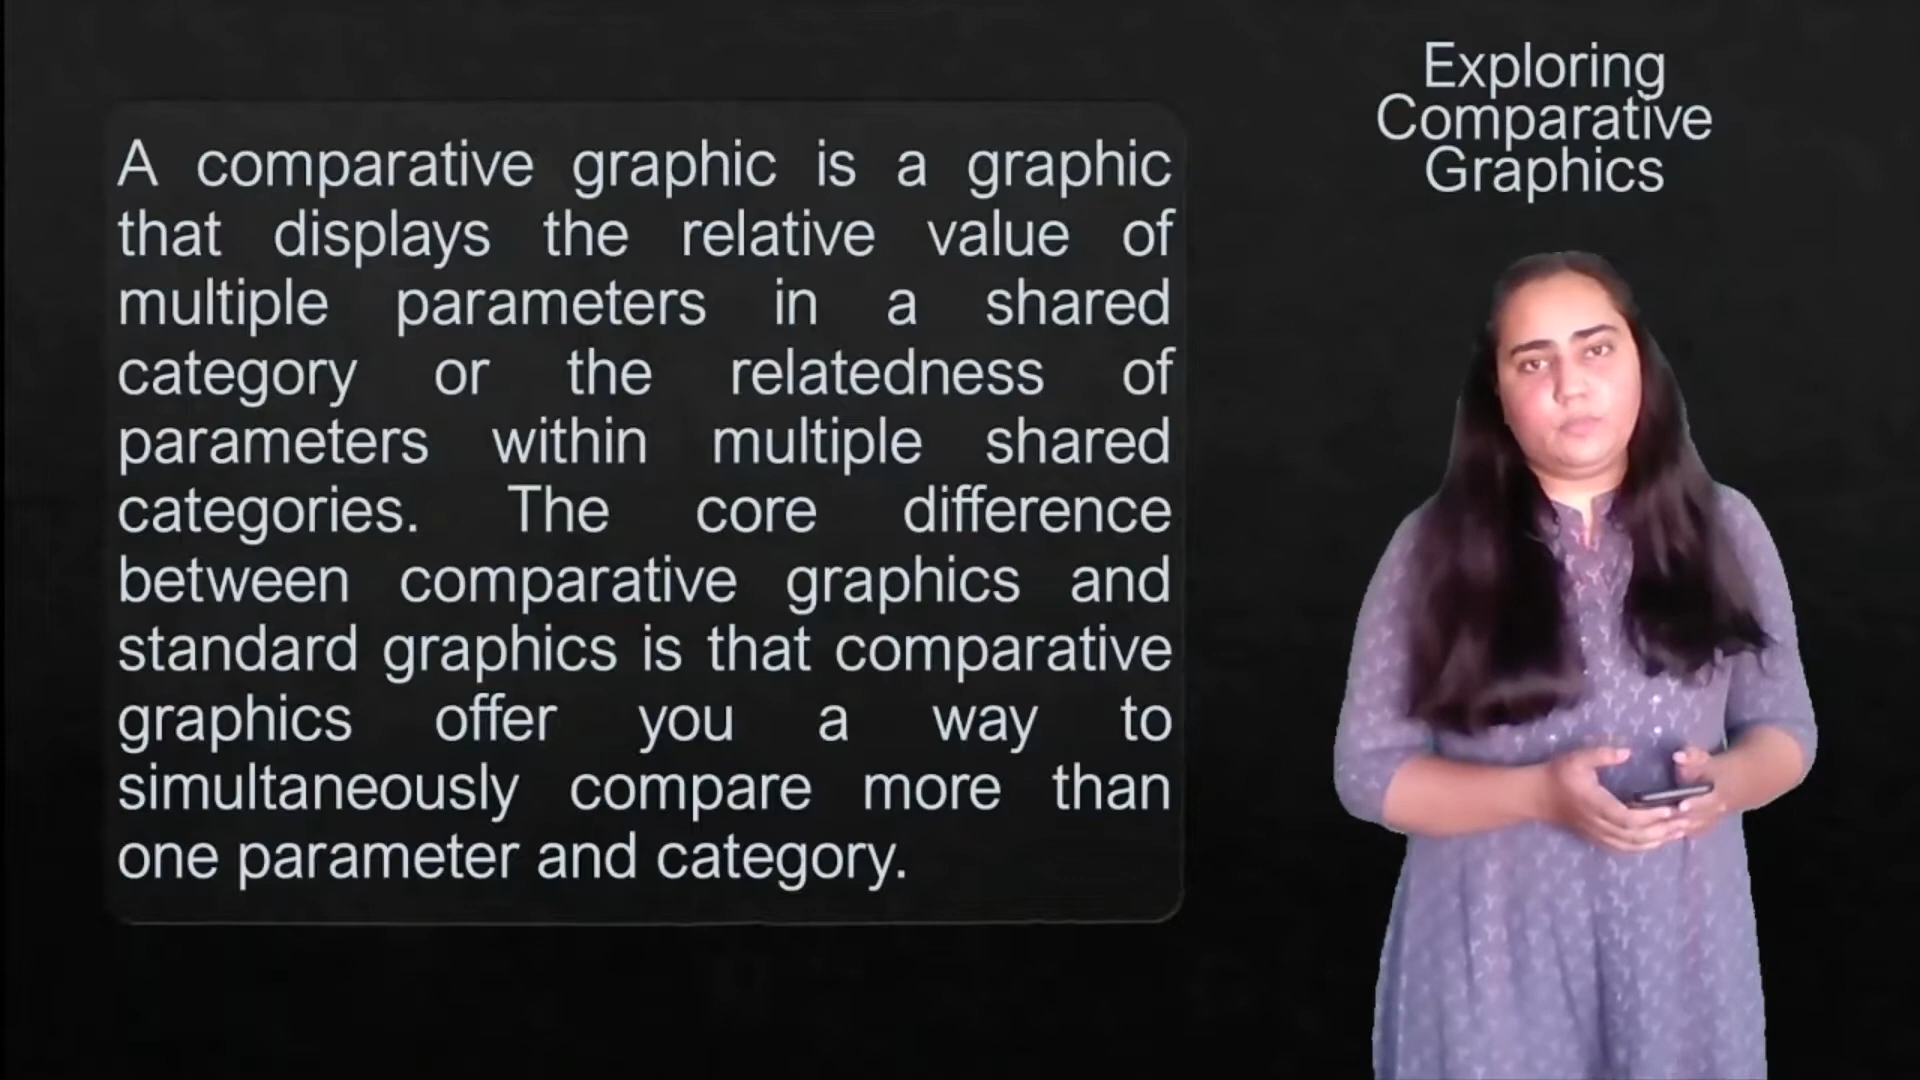 Exploring
Comparative
Graphics
A comparative graphic is a graphic
that displays the relative value of
multiple parameters in a shared
category or the relatedness of
parameters within multiple shared
categories. The core difference
between comparative graphics and
standard graphics is that comparative
graphics offer you a way to
simultaneously compare more than
one parameter and category.